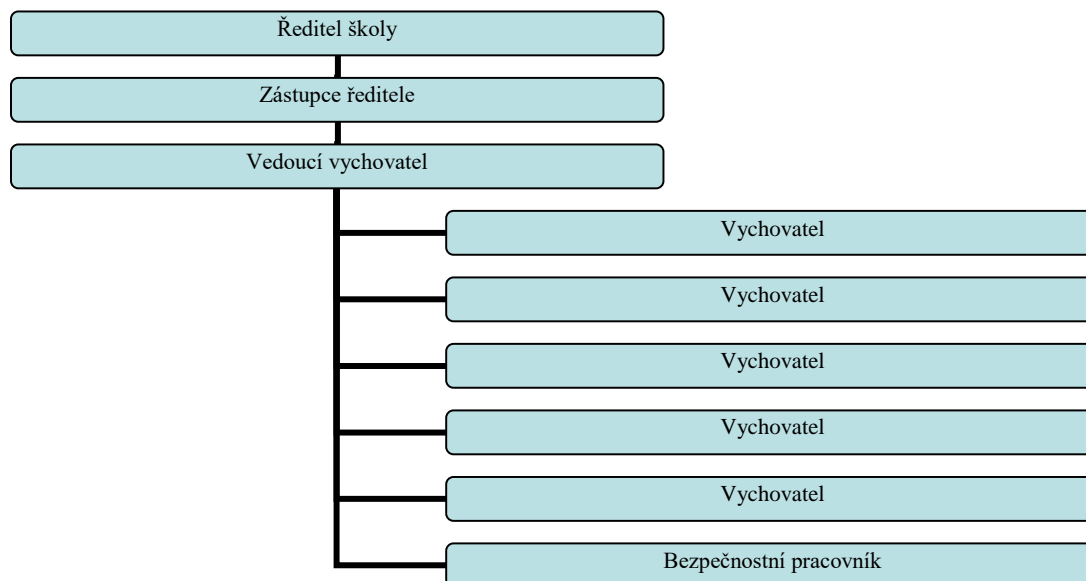 Ředitel školy
Zástupce ředitele
Vedoucí vychovatel
Vychovatel
Vychovatel
Vychovatel
Vychovatel
Vychovatel
Bezpečnostní pracovník